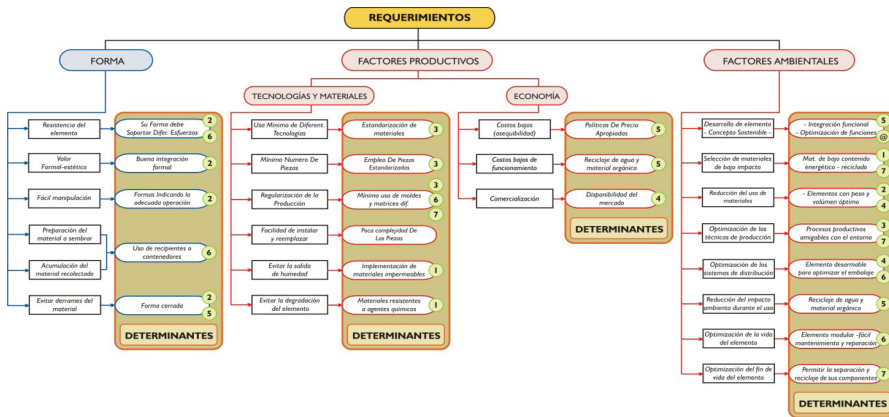 REQUERIMIENTOS
FORMA
Resistencia del
elemento
Su Forma debe
Soportar Difer. Esfuerzos
2
6
Valor
Formal-estético
Buena integración
formal
2
Fácil manipulación
Formas Indicando la
adecuada operación
2
Preparación del
material a sembrar
Acumulación del
material recolectado
Uso de recipientes o
contenedores
6
Evitar derrames del
material
Forma cerrada
2
5
DETERMINANTES
FACTORES PRODUCTIVOS
TECNOLOGÍAS Y MATERIALES
Uso Mínimo de Diferent.
Tecnologías
Estandarización de
materiales
3
Mínimo Numero De
Piezas
Empleo De Piezas
Estandarizadas
3
Regularización de la
Producción
Mínimo uso de moldes
y matrices dif.
3
6
7
Facilidad de instalar
y reemplazar
Poca complejidad De
Las Piezas
Evitar la salida
de humedad
Implementación de
materiales impermeables
1
Evitar la degradación
del elemento
Materiales resistentes
a agentes químicos
1
DETERMINANTES
ECONOMÍA
Costos bajos
(asequibilidad)
Políticas De Precio
Apropiadas
5
Costos bajos de
funcionamiento
Reciclaje de agua y
material orgánico
5
Comercialización
Disponibilidad del
mercado
4
DETERMINANTES
FACTORES AMBIENTALES
Desarrollo de elemento
- Concepto Sostenible -
- Integración funcional
- Optimización de funciones
5
@
Selección de materiales
de bajo impacto
Mat. de bajo contenido
energético - reciclado
1
7
Reducción del uso de
materiales
- Elementos con peso y
volúmen óptimo
2
4
Optimización de las
técnicas de producción
Procesos productivos
amigables con el entorno
3
7
Optimización de los
sistemas de distribución
Elemento desarmable
para optimizar el embalaje
4
6
Reducción del impacto
ambiente durante el uso
Reciclaje de agua y
material orgánico
5
Optimización de la vida
del elemento
Elemento modular -fácil
mantenimiento y reparación
6
Optimización del fin de
vida del elemento
Permitir la separación y
reciclaje de sus componentes
7
DETERMINANTES